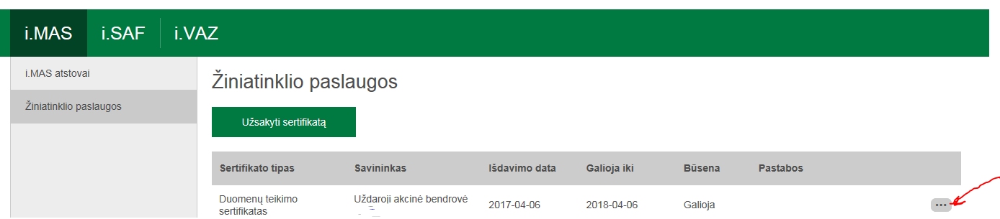 i.MAS i.SAF i.VAZ
i.MAS atstovai
Žiniatinklio paslaugos
Žiniatinklio paslaugos
Užsakyti sertifikatą
Sertifikato tipas Savininkas Išdavimo data Galioja iki Būsena Pastabos
Duomenų teikimo Uždaroji akcinė bendrovė 2017-04-06 2018-04-06 Galioja
sertifikatas